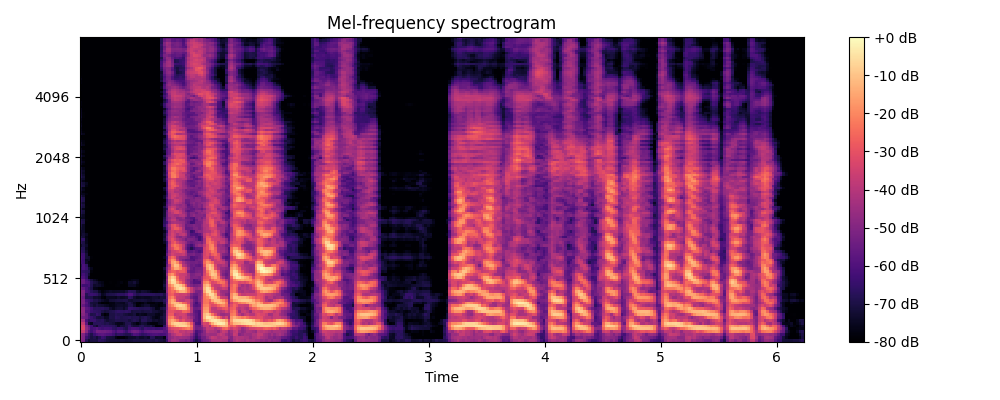 Mel-frequency spectrogram
+0 dB
4096
-10 dB
-20 dB
2048
-30 dB
Hz
-40 dB
1024
-50 dB
512
-60 dB
-70 dB
0
-80 dB
0 1 2 3 4 5 6
Time